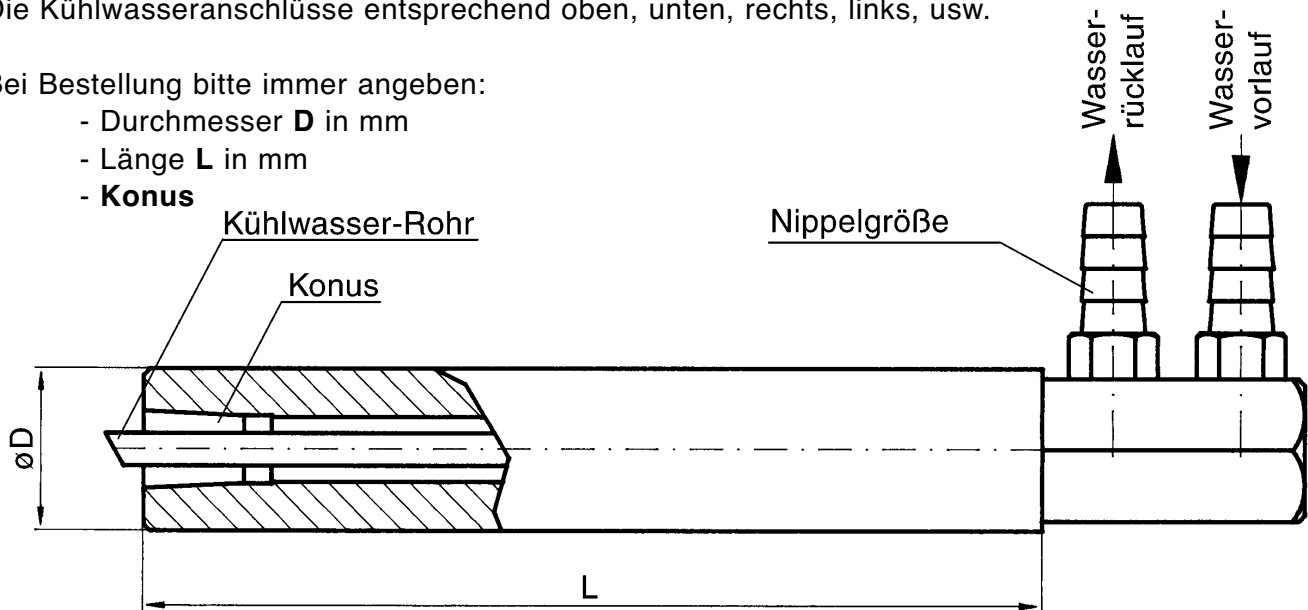 Die Kühlwasseranschlüsse entsprechend oben, unten, rechts, links, usw.
Bei Bestellung bitte immer angeben:
- Durchmesser D in mm
- Länge L in mm
- Konus
Kühlwasser-Rohr
Konus
Nippelgröße
Wasser-
rücklauf
Wasser-
vorlauf
øD
L